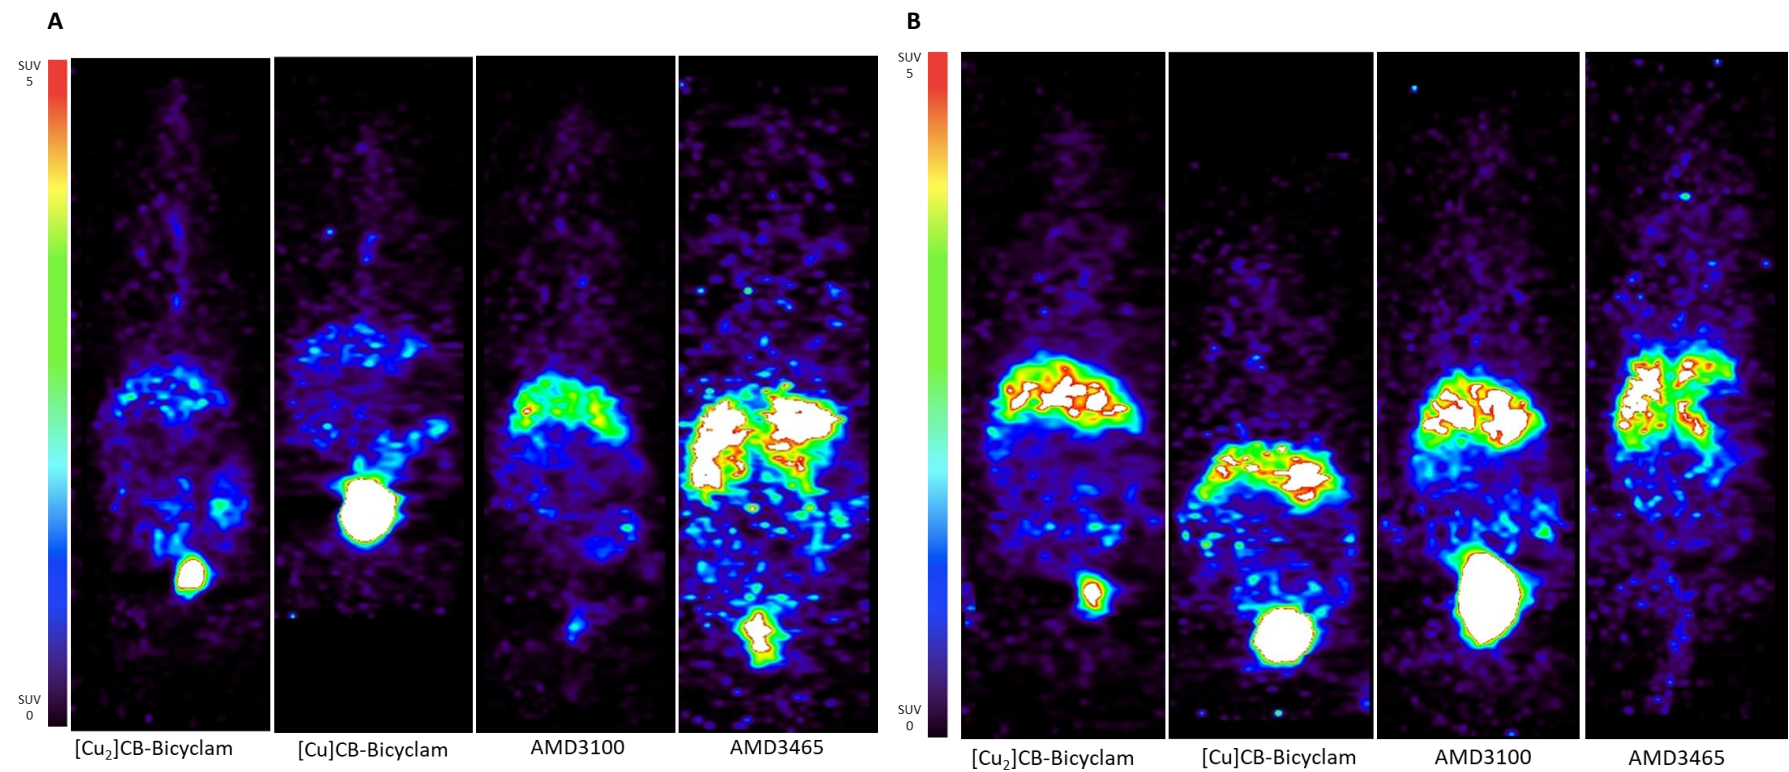 A
SUV
5
SUV
0
[Cu2]CB-Bicyclam
[Cu]CB-Bicyclam
AMD3100
AMD3465
B
SUV
5
SUV
0
[Cu2]CB-Bicyclam
[Cu]CB-Bicyclam
AMD3100
AMD3465